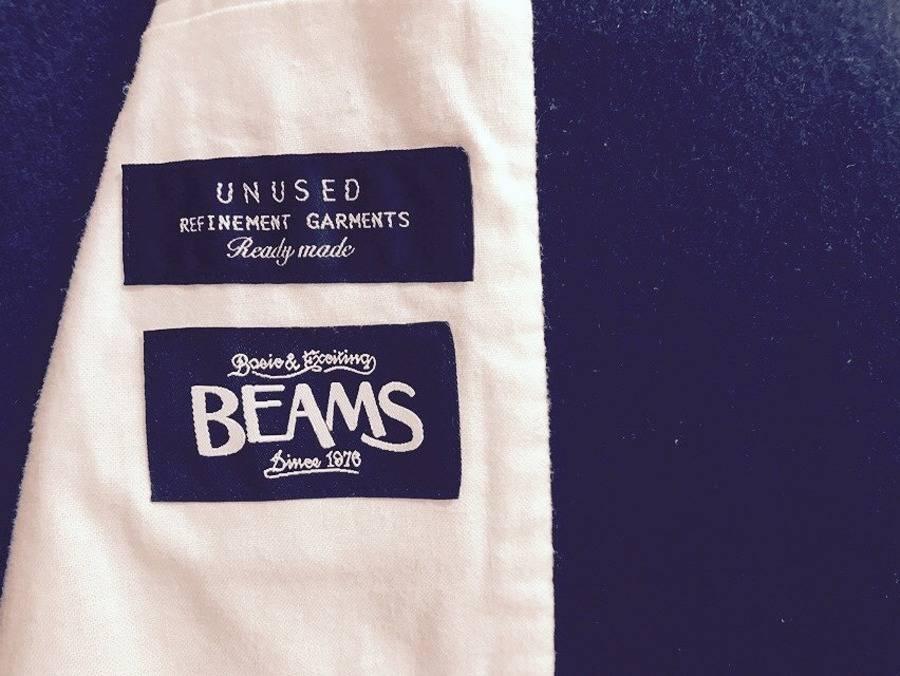 UNUSED
REFINEMENT GARMENTS
Ready made
Basic & Exciting
BEAMS
Since 1976